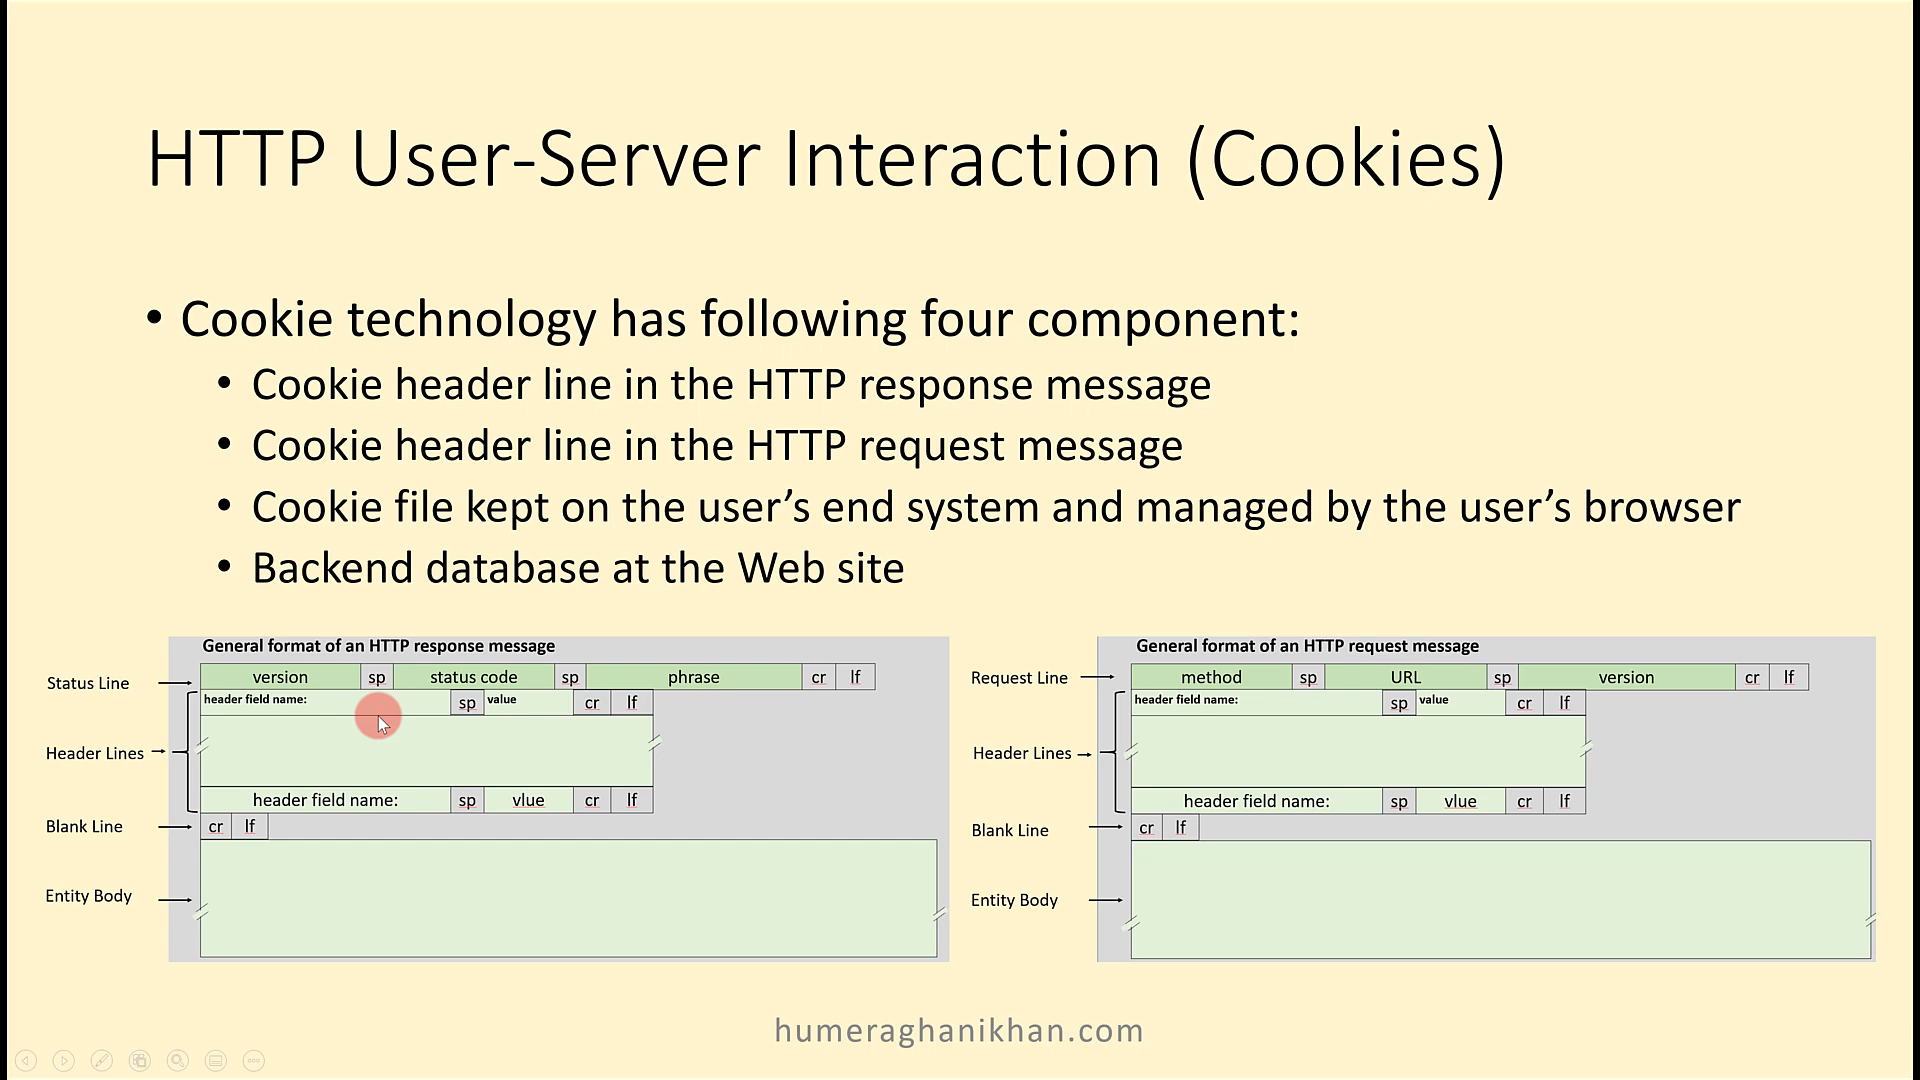 HTTP User-Server Interaction (Cookies)
• Cookie technology has following four component:
• Cookie header line in the HTTP response message
• Cookie header line in the HTTP request message
• Cookie file kept on the user’s end system and managed by the user’s browser
• Backend database at the Web site
General format of an HTTP response message
Status Line
version sp status code sp phrase cr lf
header field name: sp value cr lf
Header Lines
header field name: sp vlue cr lf
Blank Line
cr lf
Entity Body
General format of an HTTP request message
Request Line
method sp URL sp version cr lf
header field name: sp value cr lf
Header Lines
header field name: sp vlue cr lf
Blank Line
cr lf
Entity Body
humeraghanikhan.com